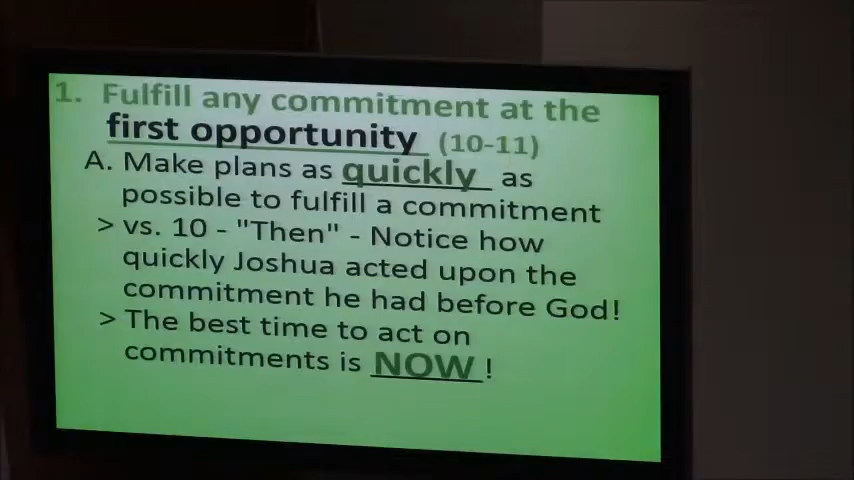 1. Fulfill any commitment at the
first opportunity (10-11)
A. Make plans as quickly as
possible to fulfill a commitment
> vs. 10 - "Then" - Notice how
quickly Joshua acted upon the
commitment he had before God!
> The best time to act on
commitments is NOW!